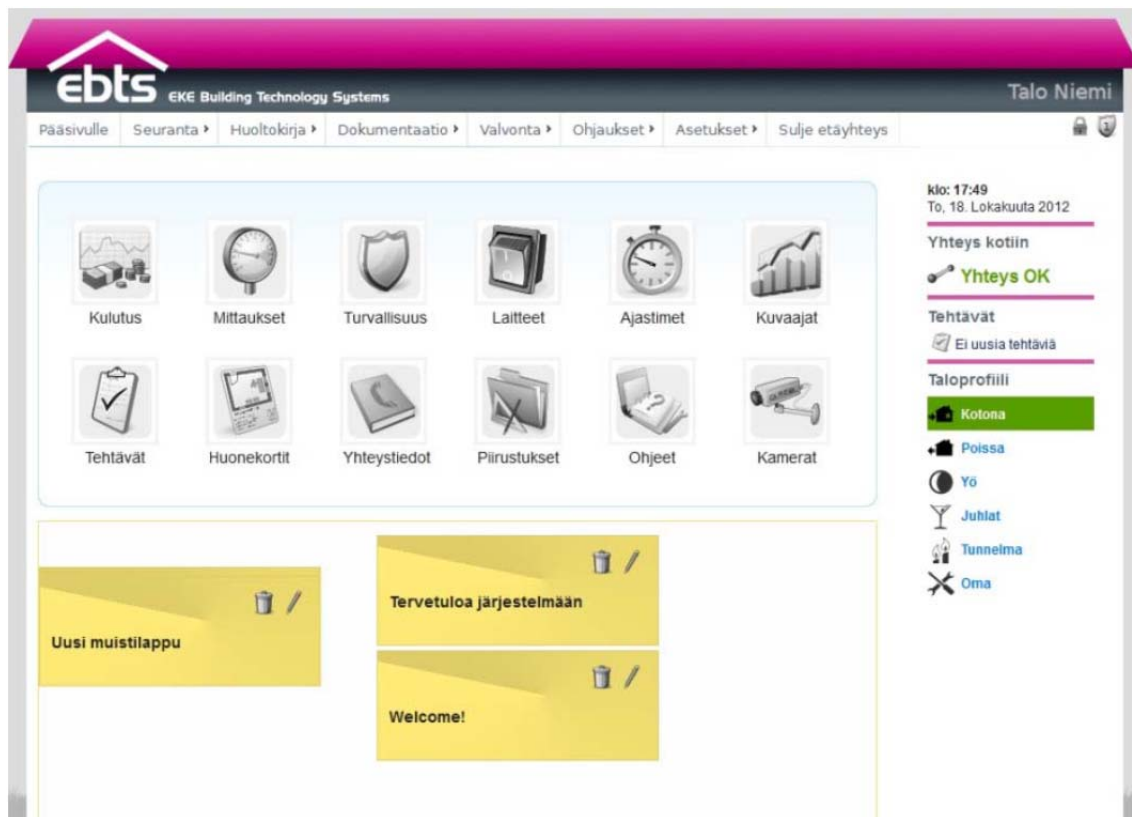 ebts EKE Building Technology Systems
Talo Niemi
Pääsivulle Seuranta Huoltokirja Dokumentaatio Valvonta Ohjaukset Asetukset Sulje etäyhteys
klo: 17:49
To, 18. Lokakuuta 2012
Yhteys kotiin
Yhteys OK
Tehtävät
Ei uusia tehtäviä
Taloprofiili
Kotona
Poissa
Yö
Juhlat
Tunnelma
Oma
Kulutus Mittaukset Turvallisuus Laitteet Ajastimet Kuvaajat
Tehtävät Huonekortit Yhteystiedot Piirustukset Ohjeet Kamerat
Uusi muistilappu
Tervetuloa järjestelmään
Welcome!